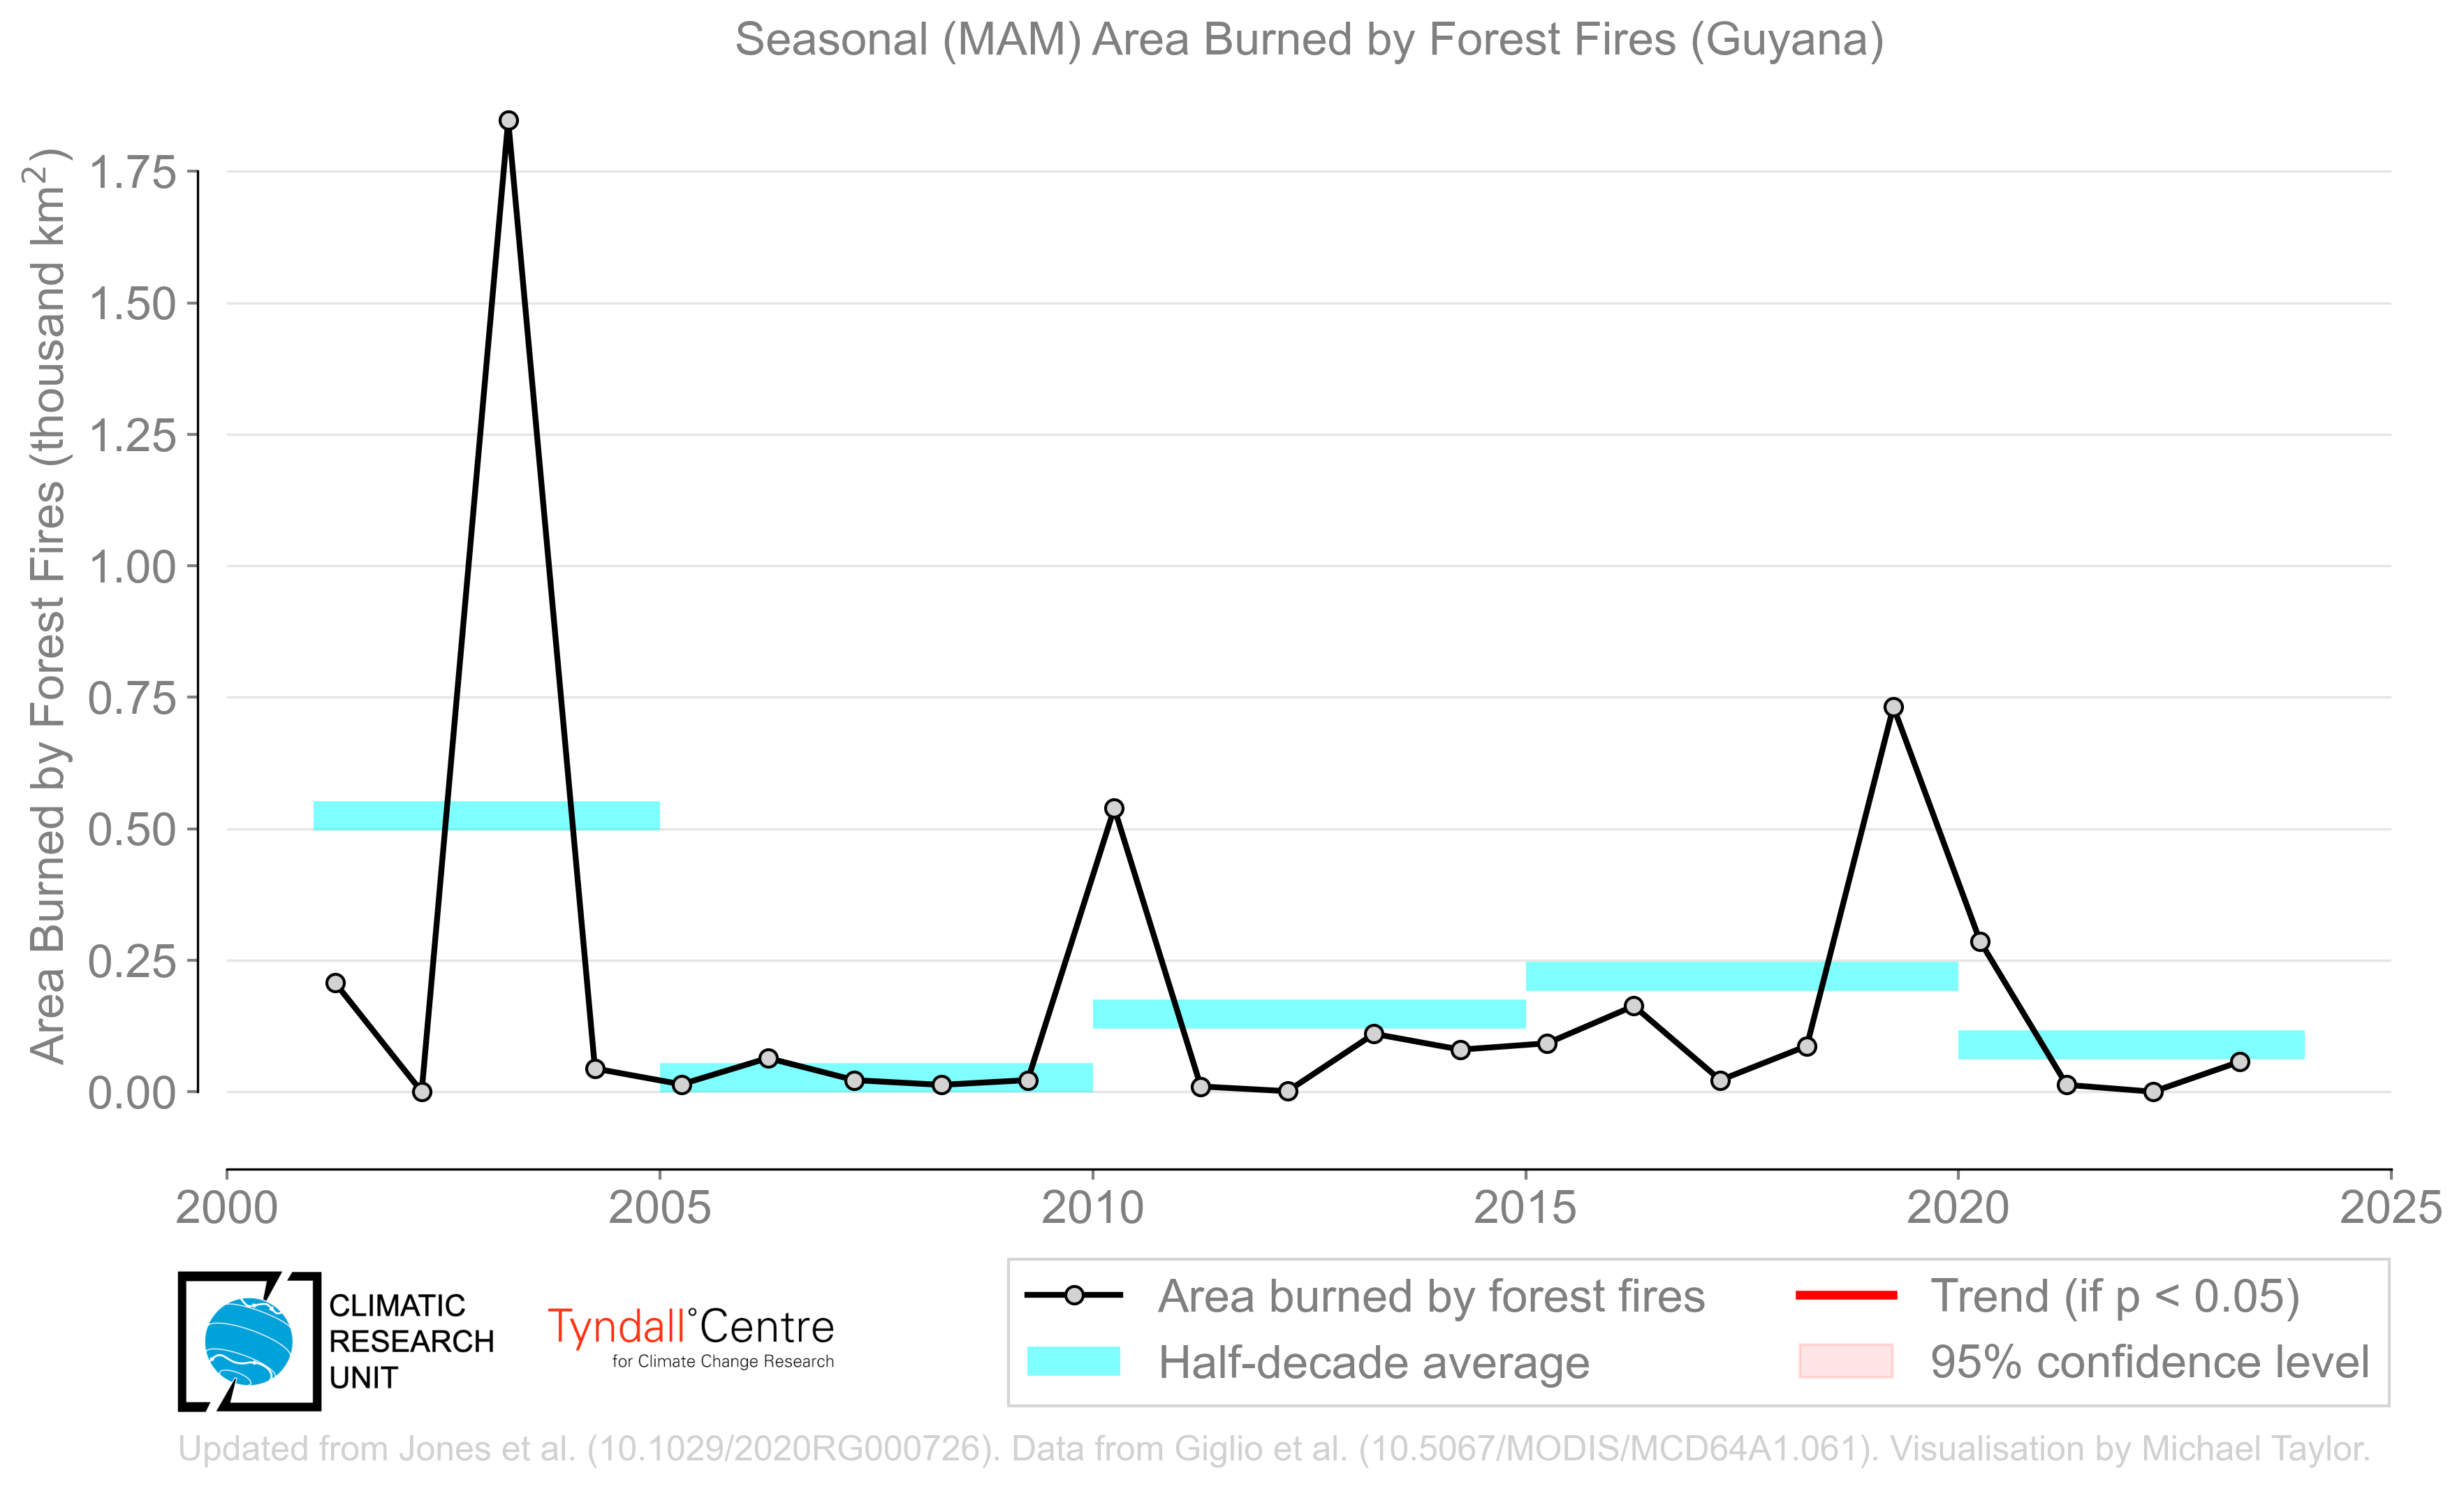 Seasonal (MAM) Area Burned by Forest Fires (Guyana)
Area Burned by Forest Fires (thousand km²)
1.75
1.50
1.25
1.00
0.75
0.50
0.25
0.00
2000 2005 2010 2015 2020 2025
CLIMATIC
RESEARCH
UNIT
Tyndall°Centre
for Climate Change Research
Area burned by forest fires
Half-decade average
Trend (if p < 0.05)
95% confidence level
Updated from Jones et al. (10.1029/2020RG000726). Data from Giglio et al. (10.5067/MODIS/MCD64A1.061). Visualisation by Michael Taylor.